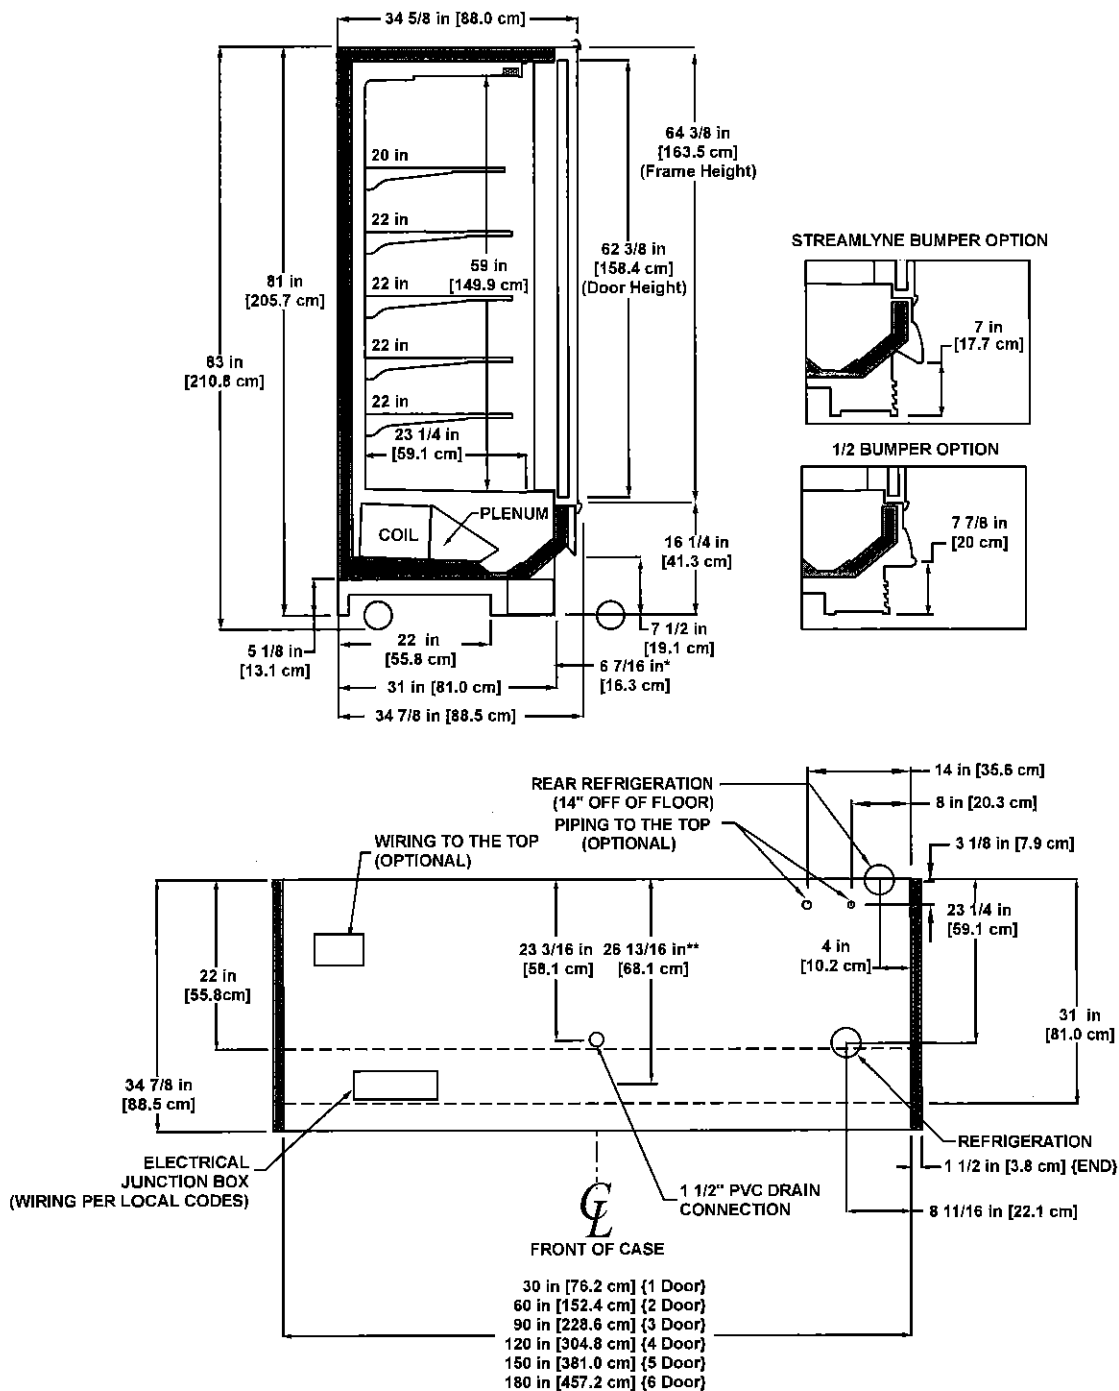 34 5/8 in [88.0 cm]
20 in
22 in
22 in
22 in
22 in
59 in
[149.9 cm]
23 1/4 in
[59.1 cm]
COIL
PLENUM
81 in
[205.7 cm]
83 in
[210.8 cm]
64 3/8 in
[163.5 cm]
(Frame Height)
62 3/8 in
[158.4 cm]
(Door Height)
16 1/4 in
[41.3 cm]
7 1/2 in
[19.1 cm]
5 1/8 in
[13.1 cm]
22 in
[55.8 cm]
6 7/16 in*
[16.3 cm]
31 in [81.0 cm]
34 7/8 in [88.5 cm]
STREAMLYNE BUMPER OPTION
7 in
[17.7 cm]
1/2 BUMPER OPTION
7 7/8 in
[20 cm]
REAR REFRIGERATION
(14" OFF OF FLOOR)
PIPING TO THE TOP
(OPTIONAL)
14 in [35.6 cm]
8 in [20.3 cm]
3 1/8 in [7.9 cm]
WIRING TO THE TOP
(OPTIONAL)
23 1/4 in
[59.1 cm]
23 3/16 in
[58.1 cm]
26 13/16 in**
[68.1 cm]
4 in
[10.2 cm]
22 in
[55.8cm]
31 in
[81.0 cm]
34 7/8 in
[88.5 cm]
ELECTRICAL
JUNCTION BOX
(WIRING PER LOCAL CODES)
1 1/2" PVC DRAIN
CONNECTION
REFRIGERATION
1 1/2 in [3.8 cm] {END}
8 11/16 in [22.1 cm]
CL
FRONT OF CASE
30 in [76.2 cm] {1 Door}
60 in [152.4 cm] {2 Door}
90 in [228.6 cm] {3 Door}
120 in [304.8 cm] {4 Door}
150 in [381.0 cm] {5 Door}
180 in [457.2 cm] {6 Door}